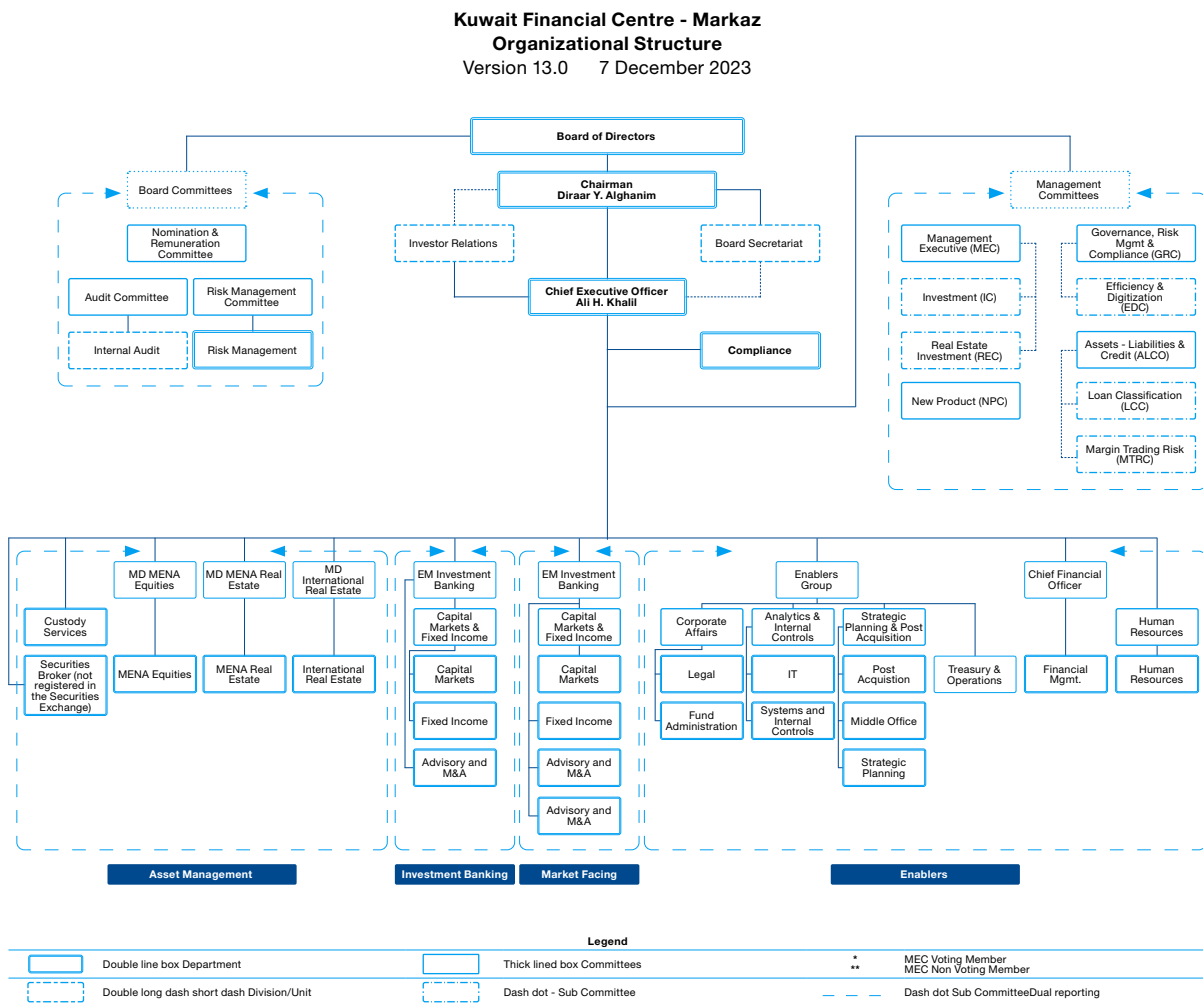 Kuwait Financial Centre - Markaz
Organizational Structure
Version 13.0 7 December 2023
Board of Directors
Chairman
Diraar Y. Alghanim
Investor Relations
Board Secretariat
Chief Executive Officer
Ali H. Khalil
Compliance
Board Committees
Nomination &
Remuneration
Committee
Audit Committee
Risk Management
Committee
Internal Audit
Risk Management
Management
Committees
Management
Executive (MEC)
Governance, Risk
Mgmt &
Compliance (GRC)
Investment (IC)
Efficiency &
Digitization
(EDC)
Real Estate
Investment (REC)
Assets - Liabilities &
Credit (ALCO)
New Product (NPC)
Loan Classification
(LCC)
Margin Trading Risk
(MTRC)
MD MENA
Equities
MD MENA Real
Estate
MD
International
Real Estate
Custody
Services
Securities
Broker (not
registered in
the Securities
Exchange)
MENA Equities
MENA Real
Estate
International
Real Estate
EM Investment
Banking
Capital
Markets &
Fixed Income
Capital
Markets
Fixed Income
Advisory and
M&A
EM Investment
Banking
Capital
Markets &
Fixed Income
Capital
Markets
Fixed Income
Advisory and
M&A
Advisory and
M&A
Enablers
Group
Corporate
Affairs
Legal
Fund
Administration
Analytics &
Internal
Controls
IT
Systems and
Internal
Controls
Strategic
Planning & Post
Acquisition
Post
Acquistion
Middle Office
Strategic
Planning
Treasury &
Operations
Chief Financial
Officer
Financial
Mgmt.
Human
Resources
Human
Resources
Asset Management
Investment Banking
Market Facing
Enablers
Legend
Double line box Department
Thick lined box Committees
* MEC Voting Member
** MEC Non Voting Member
Double long dash short dash Division/Unit
Dash dot - Sub Committee
Dash dot Sub CommitteeDual reporting